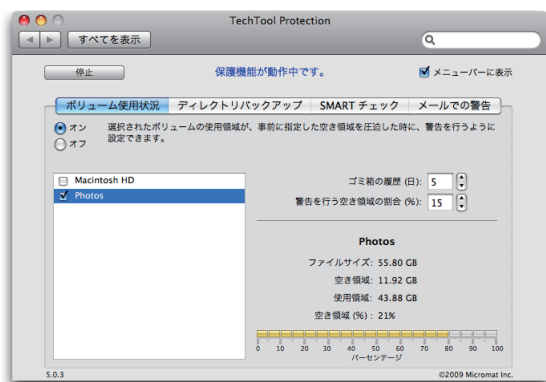 TechTool Protection
すべてを表示
停止
保護機能が動作中です。
メニューバーに表示
ボリューム使用状況 ディレクトリバックアップ SMART チェック メールでの警告
オン
オフ
選択されたボリュームの使用領域が、事前に指定した空き領域を圧迫した時に、警告を行うように
設定できます。
Macintosh HD
Photos
ゴミ箱の履歴 (日): 5
警告を行う空き領域の割合 (%): 15
Photos
ファイルサイズ: 55.80 GB
空き領域: 11.92 GB
使用領域: 43.88 GB
空き領域 (%) : 21%
0 10 20 30 40 50 60 70 80 90 100
パーセンテージ
5.0.3
©2009 Micromat Inc.